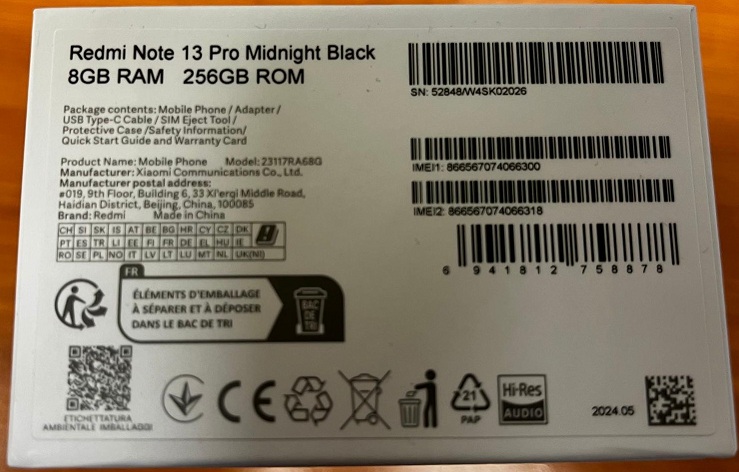 Redmi Note 13 Pro Midnight Black
8GB RAM 256GB ROM
Package contents: Mobile Phone / Adapter /
USB Type-C Cable / SIM Eject Tool /
Protective Case /Safety Information/
Quick Start Guide and Warranty Card
Product Name: Mobile Phone Model: 23117RA68G
Manufacturer: Xiaomi Communications Co., Ltd.
Manufacturer postal address:
#019, 9th Floor, Building 6, 33 Xi'erqi Middle Road,
Haidian District, Beijing, China, 100085
Brand: Redmi Made in China
CH SI SK IS AT BE BG HR CY CZ DK
PT ES TR LI EE FI FR DE EL HU IE
RO SE PL NO IT LV LT LU MT NL UK(NI)
FR
ÉLÉMENTS D'EMBALLAGE
À SÉPARER ET À DÉPOSER
DANS LE BAC DE TRI
BAC
DE
TRI
ETICHETTATURA
AMBIENTALE IMBALLAGGI
SN: 52848/W4SK02026
IMEI1: 866567074066300
IMEI2: 866567074066318
6 941812 758878
CE
21
PAP
Hi-Res
AUDIO
2024.05